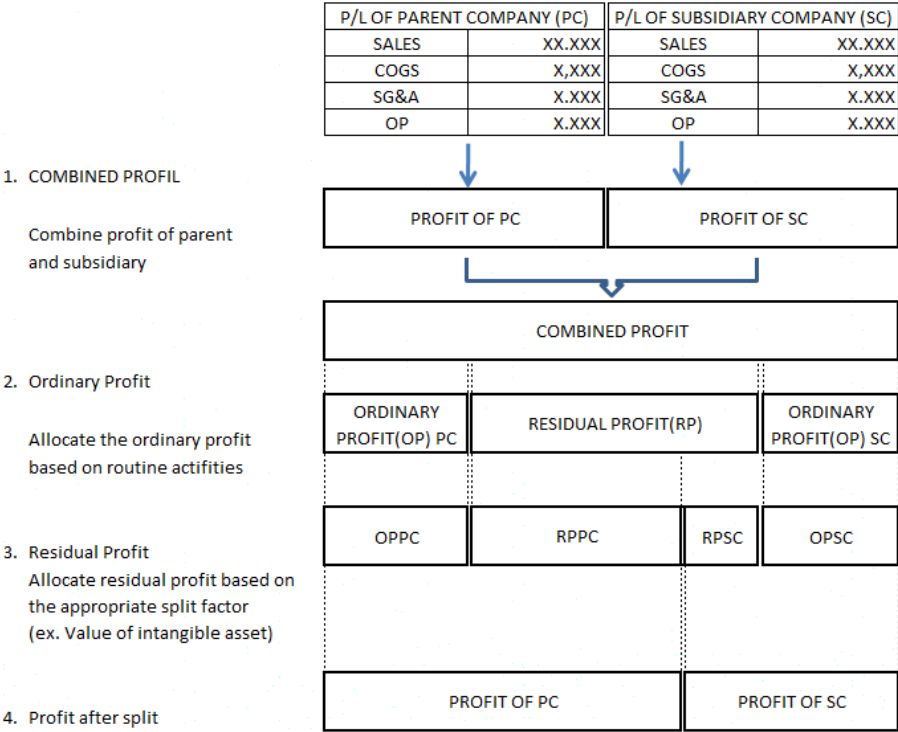 P/L OF PARENT COMPANY (PC) P/L OF SUBSIDIARY COMPANY (SC)
SALES XX.XXX SALES XX.XXX
COGS X,XXX COGS X,XXX
SG&A X.XXX SG&A X.XXX
OP X.XXX OP X.XXX
1. COMBINED PROFIL
PROFIT OF PC PROFIT OF SC
Combine profit of parent
and subsidiary
COMBINED PROFIT
2. Ordinary Profit
ORDINARY
PROFIT(OP) PC
RESIDUAL PROFIT(RP)
ORDINARY
PROFIT(OP) SC
Allocate the ordinary profit
based on routine actifities
OPPC RPPC RPSC OPSC
3. Residual Profit
Allocate residual profit based on
the appropriate split factor
(ex. Value of intangible asset)
PROFIT OF PC PROFIT OF SC
4. Profit after split